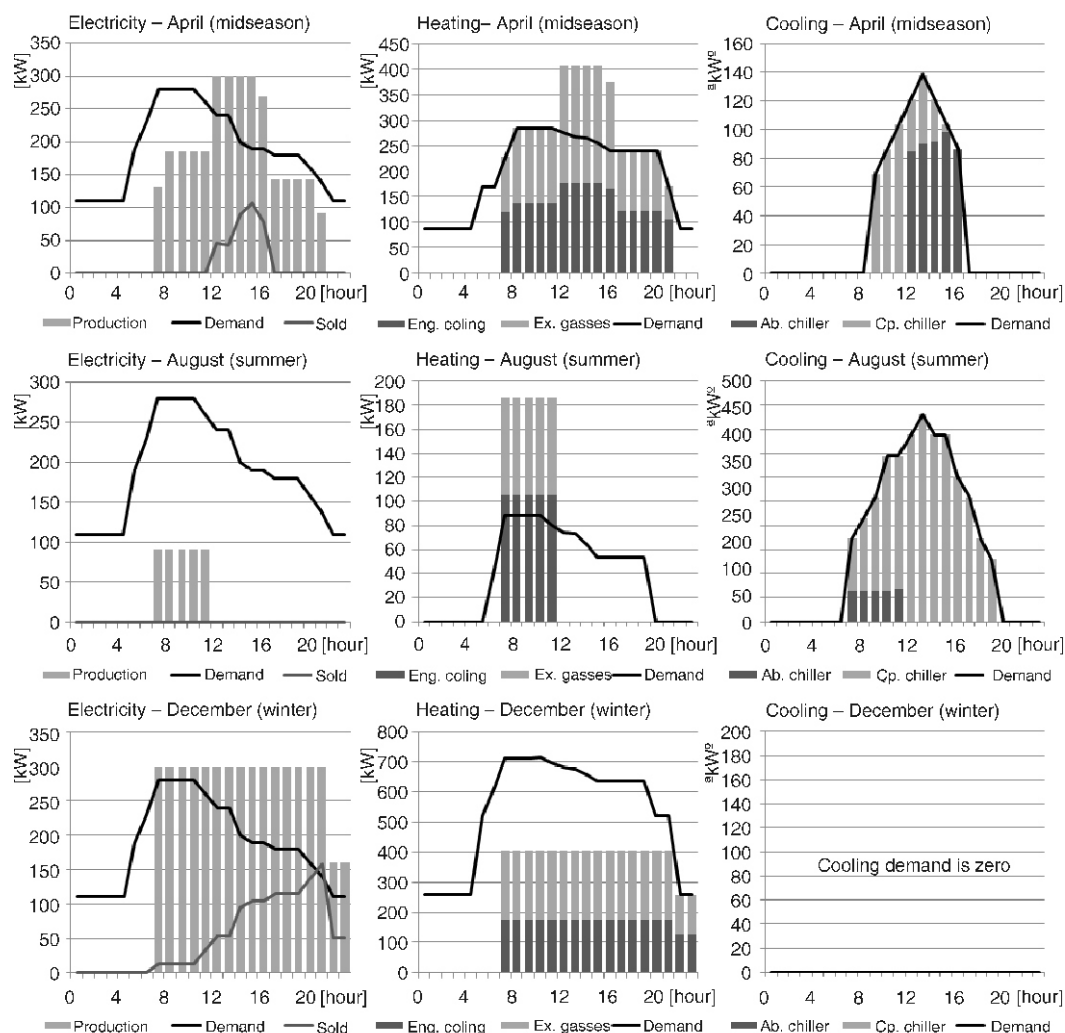 Electricity – April (midseason)
[kW]
350
300
250
200
150
100
50
0
0 4 8 12 16 20 [hour]
Production Demand Sold
Heating– April (midseason)
[kW]
450
400
350
300
250
200
150
100
50
0
0 4 8 12 16 20 [hour]
Eng. coling Ex. gasses Demand
Cooling – April (midseason)
ªkWº
160
140
120
100
80
60
40
20
0
0 4 8 12 16 20 [hour]
Ab. chiller Cp. chiller Demand
Electricity – August (summer)
[kW]
300
250
200
150
100
50
0
0 4 8 12 16 20 [hour]
Production Demand Sold
Heating – August (summer)
[kW]
200
180
160
140
120
100
80
60
40
20
0
0 4 8 12 16 20 [hour]
Eng. coling Ex. gasses Demand
Cooling – August (summer)
ªkWº
500
450
400
350
300
250
200
100
50
0
0 4 8 12 16 20 [hour]
Ab. chiller Cp. chiller Demand
Electricity – December (winter)
[kW]
350
300
250
200
150
100
50
0
0 4 8 12 16 20 [hour]
Production Demand Sold
Heating – December (winter)
[kW]
800
700
600
500
400
300
200
100
0
0 4 8 12 16 20 [hour]
Eng. coling Ex. gasses Demand
Cooling – December (winter)
ªkWº
200
180
160
140
120
100
80
60
40
20
0
Cooling demand is zero
0 4 8 12 16 20 [hour]
Ab. chiller Cp. chiller Demand